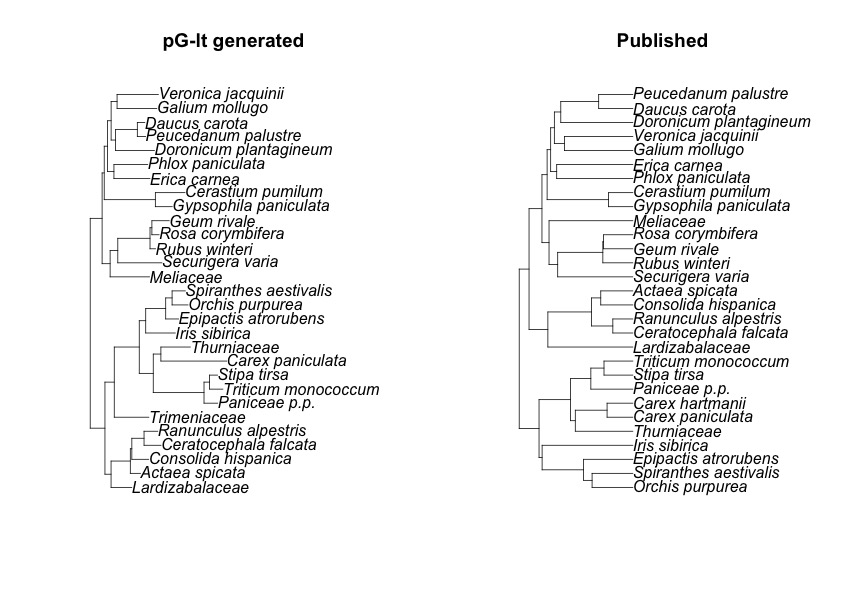 pG-lt generated
Veronica jacquinii
Galium mollugo
Daucus carota
Peucedanum palustre
Doronicum plantagineum
Phlox paniculata
Erica carnea
Cerastium pumilum
Gypsophila paniculata
Geum rivale
Rosa corymbifera
Rubus winteri
Securigera varia
Meliaceae
Spiranthes aestivalis
Orchis purpurea
Epipactis atrorubens
Iris sibirica
Thurniaceae
Carex paniculata
Stipa tirsa
Triticum monococcum
Paniceae p.p.
Trimeniaceae
Ranunculus alpestris
Ceratocephala falcata
Consolida hispanica
Actaea spicata
Lardizabalaceae
Published
Peucedanum palustre
Daucus carota
Doronicum plantagineum
Veronica jacquinii
Galium mollugo
Erica carnea
Phlox paniculata
Cerastium pumilum
Gypsophila paniculata
Meliaceae
Rosa corymbifera
Geum rivale
Rubus winteri
Securigera varia
Actaea spicata
Consolida hispanica
Ranunculus alpestris
Ceratocephala falcata
Lardizabalaceae
Triticum monococcum
Stipa tirsa
Paniceae p.p.
Carex hartmanii
Carex paniculata
Thurniaceae
Iris sibirica
Epipactis atrorubens
Spiranthes aestivalis
Orchis purpurea